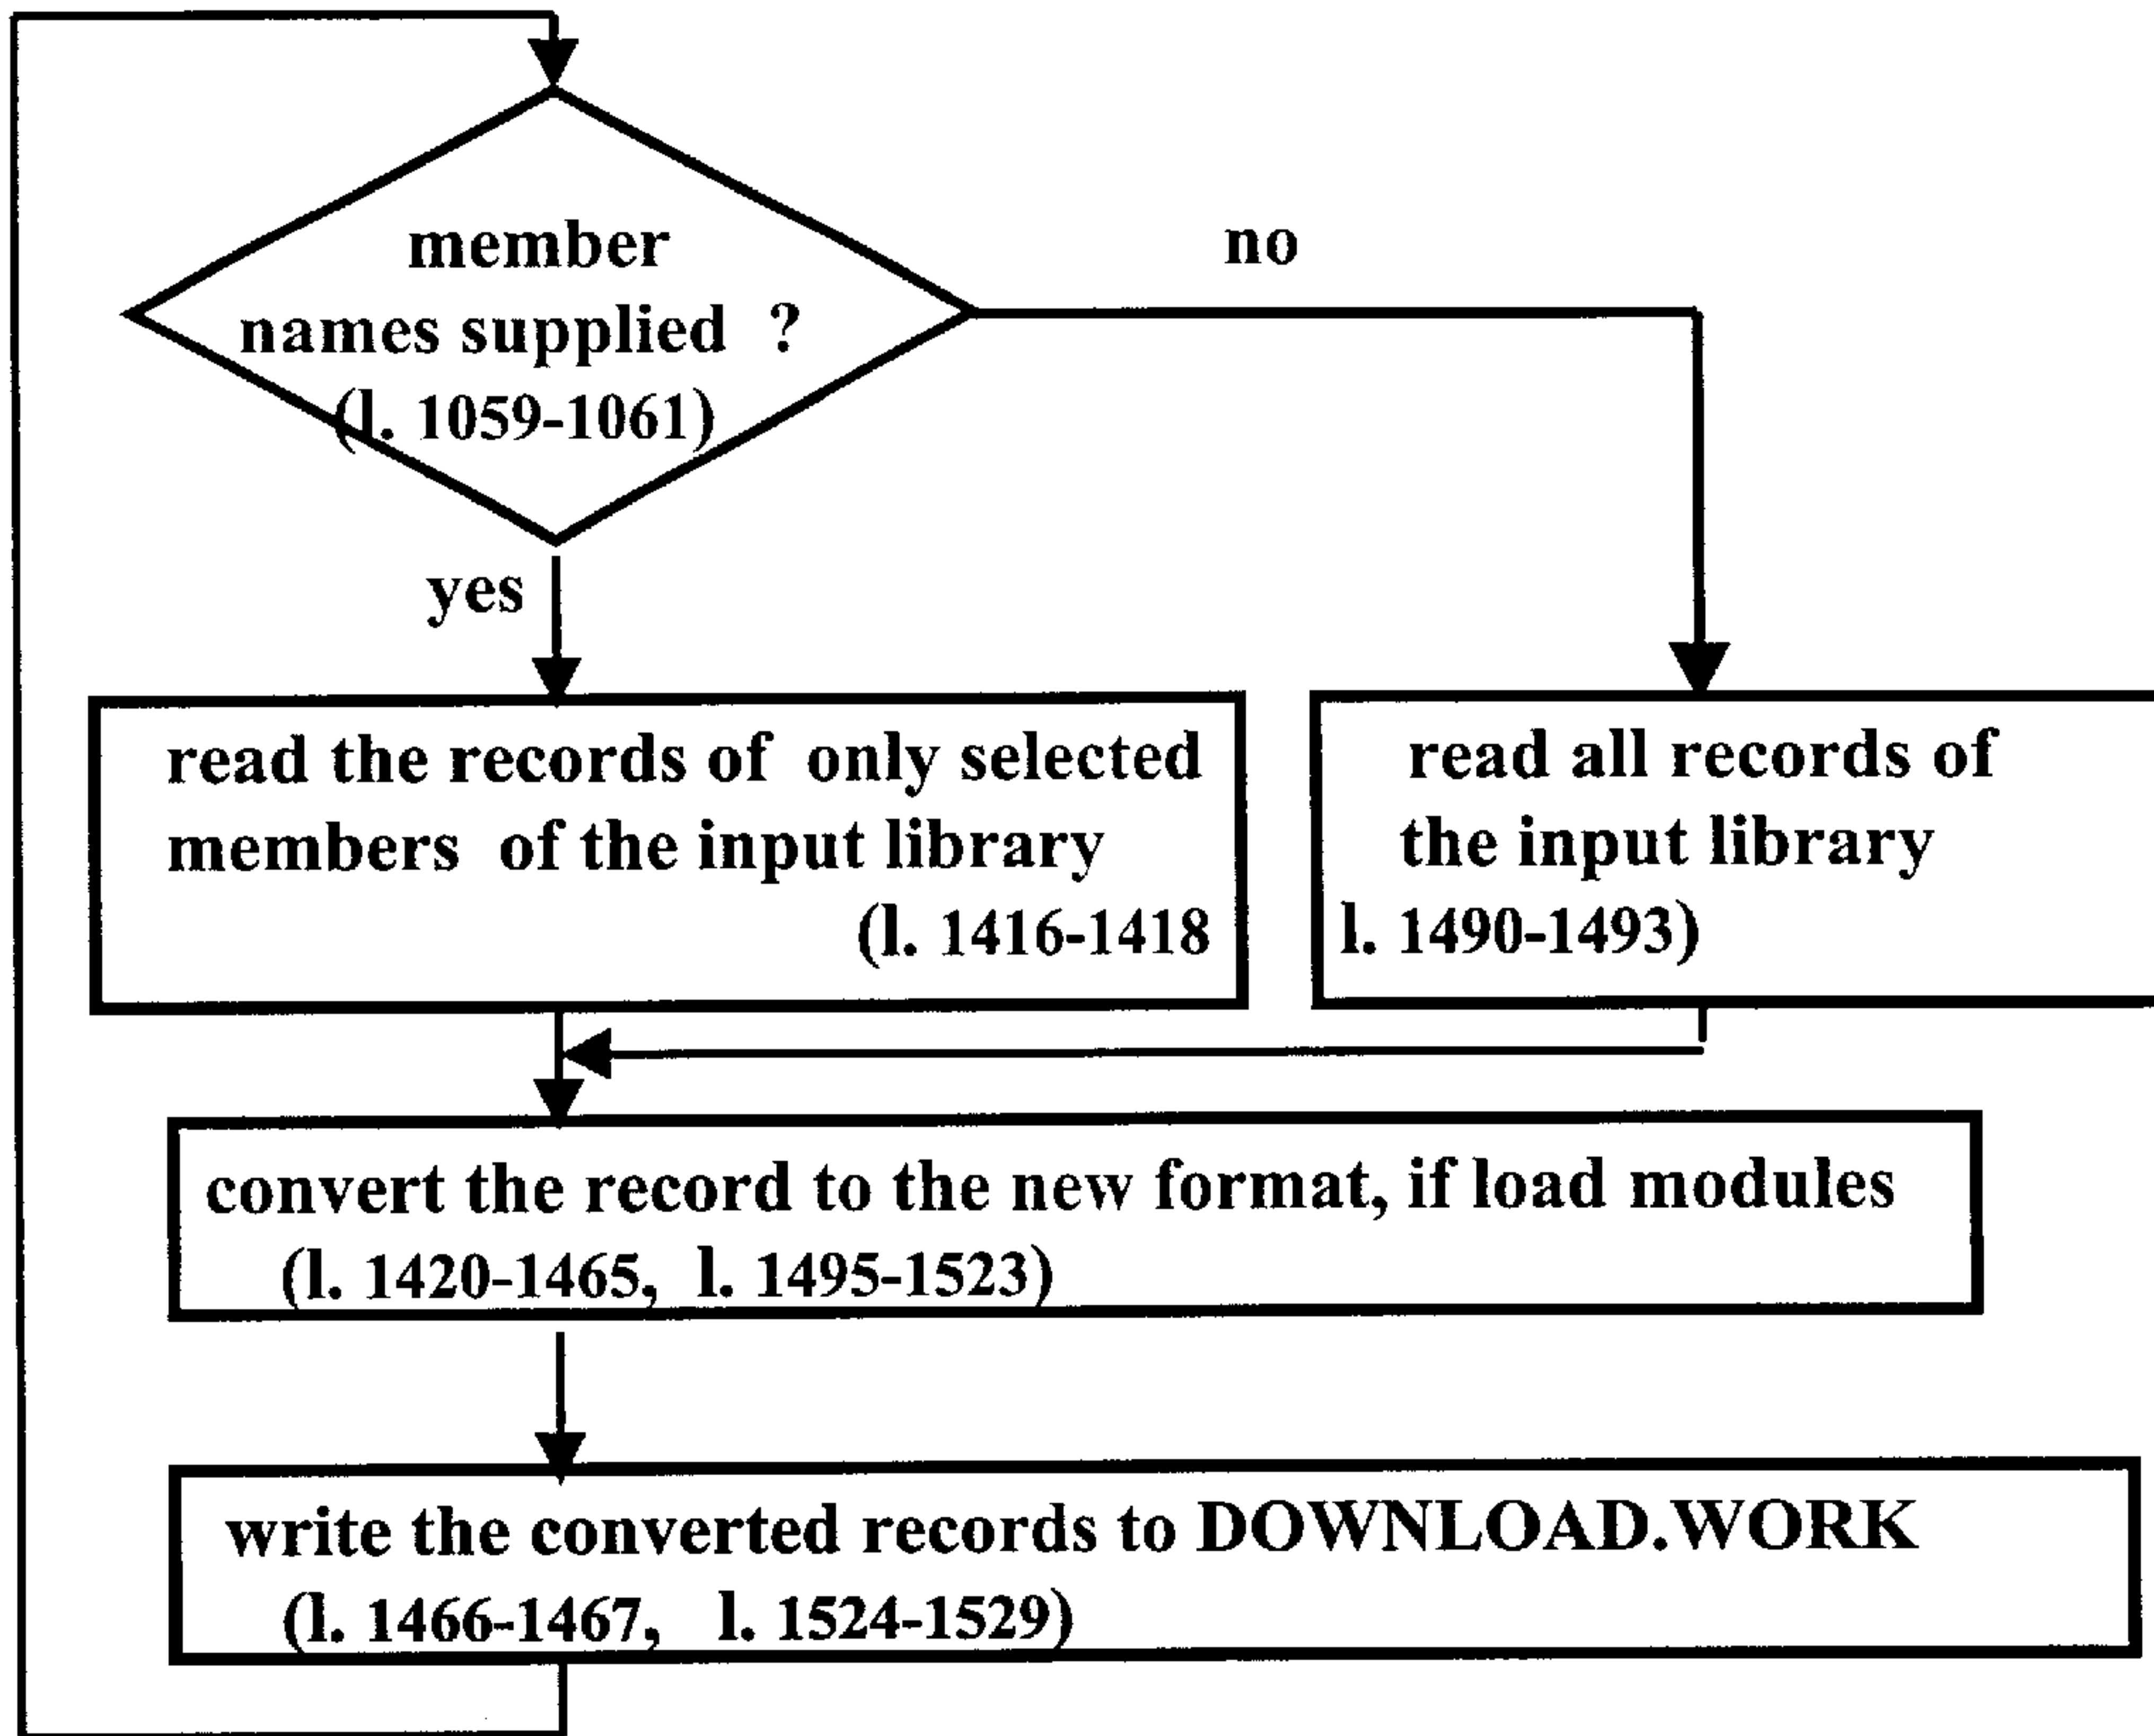 member
names supplied ?
(l. 1059-1061)
no
yes
read the records of only selected
members of the input library
(l. 1416-1418
read all records of
the input library
l. 1490-1493)
convert the record to the new format, if load modules
(l. 1420-1465, l. 1495-1523)
write the converted records to DOWNLOAD.WORK
(l. 1466-1467, l. 1524-1529)